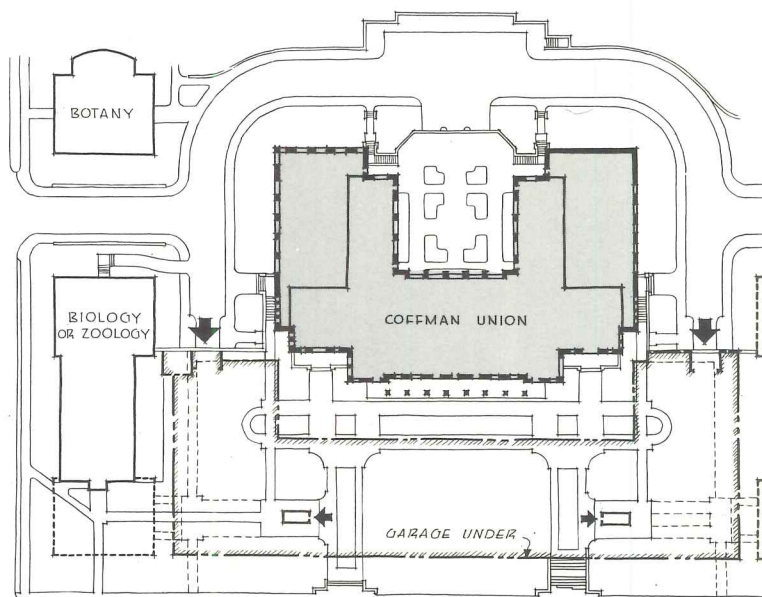 BOTANY
BIOLOGY
OR ZOOLOGY
COFFMAN UNION
GARAGE UNDER